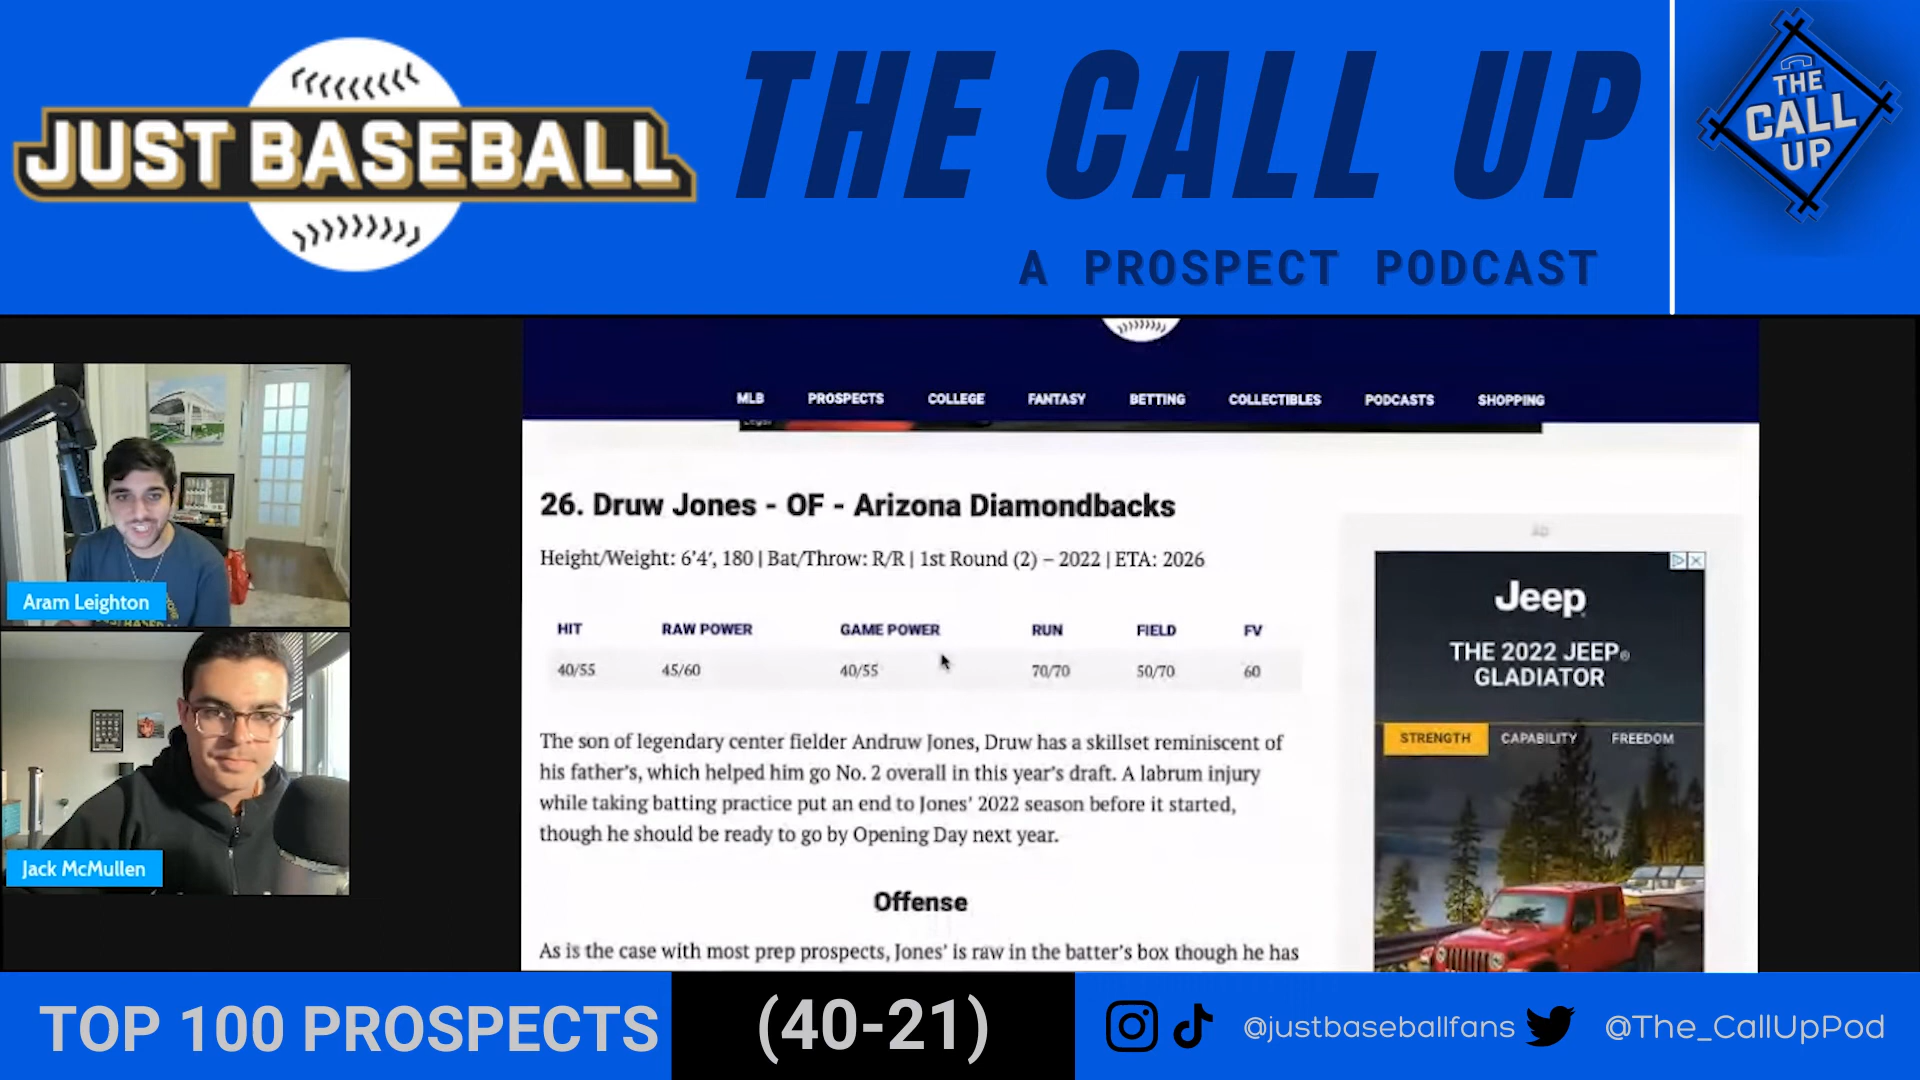 JUST BASEBALL
THE CALL UP
A PROSPECT PODCAST
THE
CALL
UP
MLB PROSPECTS COLLEGE FANTASY BETTING COLLECTIBLES PODCASTS SHOPPING
26. Druw Jones - OF - Arizona Diamondbacks
Height/Weight: 6'4', 180 | Bat/Throw: R/R | 1st Round (2) – 2022 | ETA: 2026
HIT RAW POWER GAME POWER RUN FIELD FV
40/55 45/60 40/55 70/70 50/70 60
The son of legendary center fielder Andruw Jones, Druw has a skillset reminiscent of
his father's, which helped him go No. 2 overall in this year's draft. A labrum injury
while taking batting practice put an end to Jones' 2022 season before it started,
though he should be ready to go by Opening Day next year.
Offense
As is the case with most prep prospects, Jones' is raw in the batter's box though he has
Jeep
THE 2022 JEEP®
GLADIATOR
STRENGTH CAPABILITY FREEDOM
Aram Leighton
Jack McMullen
TOP 100 PROSPECTS
(40-21)
@justbaseballfans
@The_CallUpPod